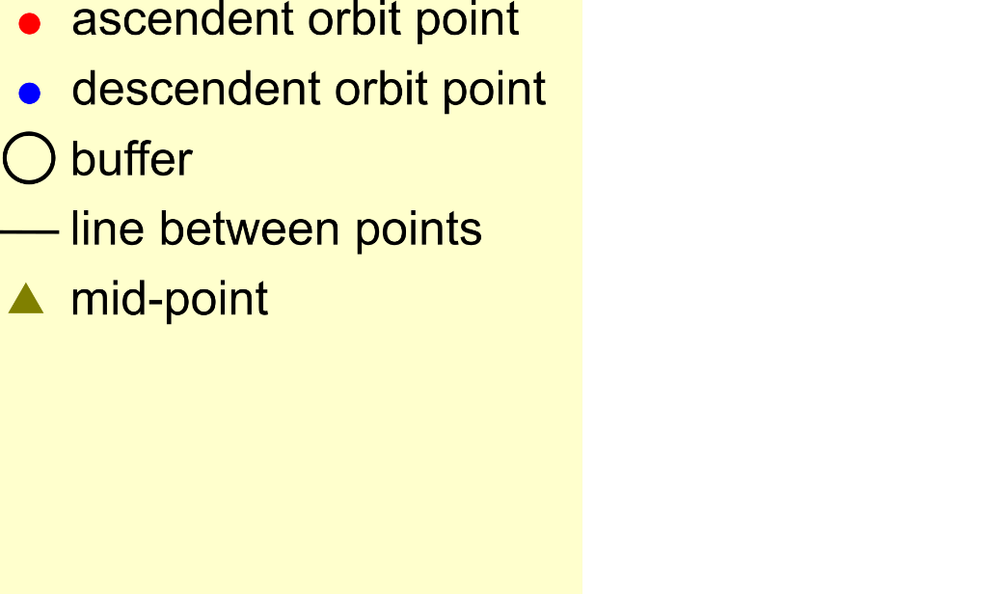 ascendent orbit point
descendent orbit point
buffer
line between points
mid-point